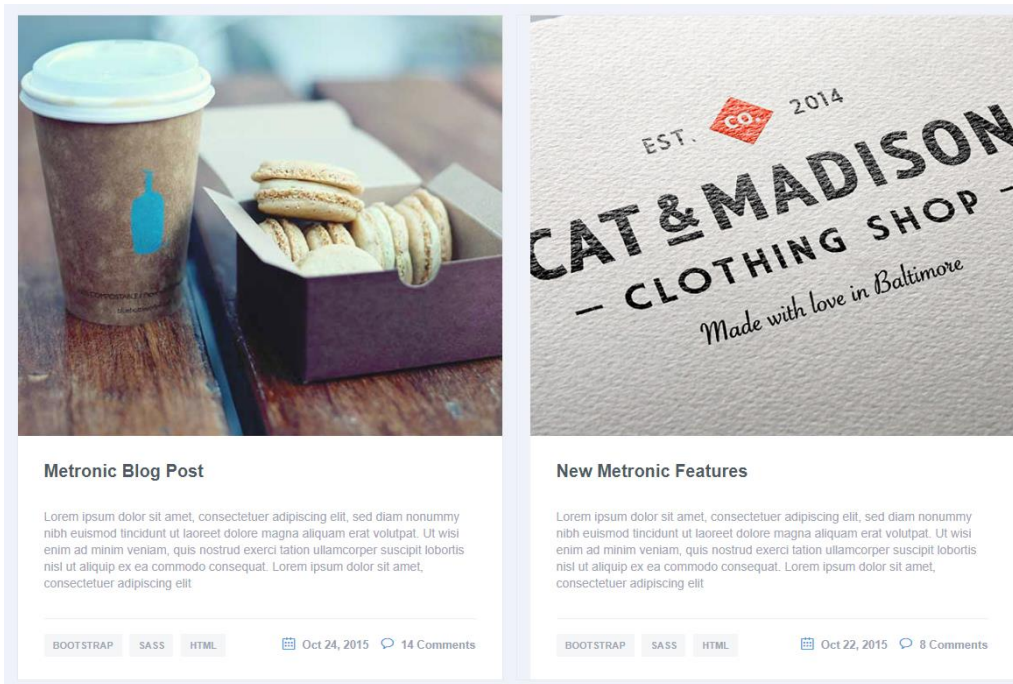 COMPOSTABLE
EST. CO. 2014
CAT & MADISON
— CLOTHING SHOP —
Made with love in Baltimore
Metronic Blog Post
Lorem ipsum dolor sit amet, consectetuer adipiscing elit, sed diam nonummy
nibh euismod tincidunt ut laoreet dolore magna aliquam erat volutpat. Ut wisi
enim ad minim veniam, quis nostrud exerci tation ullamcorper suscipit lobortis
nisl ut aliquip ex ea commodo consequat. Lorem ipsum dolor sit amet,
consectetuer adipiscing elit
BOOTSTRAP SASS HTML Oct 24, 2015 14 Comments
New Metronic Features
Lorem ipsum dolor sit amet, consectetuer adipiscing elit, sed diam nonummy
nibh euismod tincidunt ut laoreet dolore magna aliquam erat volutpat. Ut wisi
enim ad minim veniam, quis nostrud exerci tation ullamcorper suscipit lobortis
nisl ut aliquip ex ea commodo consequat. Lorem ipsum dolor sit amet,
consectetuer adipiscing elit
BOOTSTRAP SASS HTML Oct 22, 2015 8 Comments